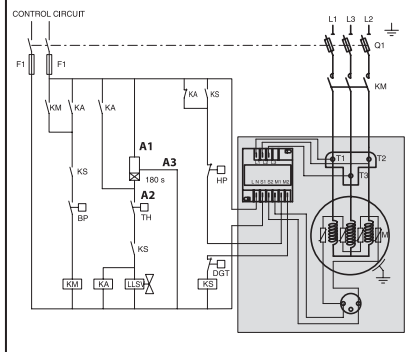 CONTROL CIRCUIT
L1 L3 L2
Q1
F1 F1
KM
KA KS
KM KA KA
A1
A3
180 s
T1 T2
T3
L N S1 S2 M1 M2
KS
HP
A2
BP
TH
M
KS
DGT
KM KA LLSV KS